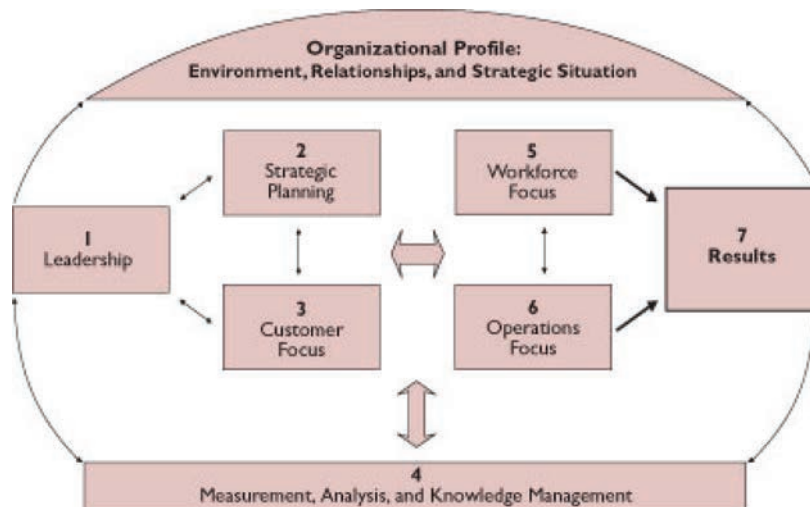 Organizational Profile:
Environment, Relationships, and Strategic Situation
2
Strategic
Planning
5
Workforce
Focus
1
Leadership
7
Results
3
Customer
Focus
6
Operations
Focus
4
Measurement, Analysis, and Knowledge Management